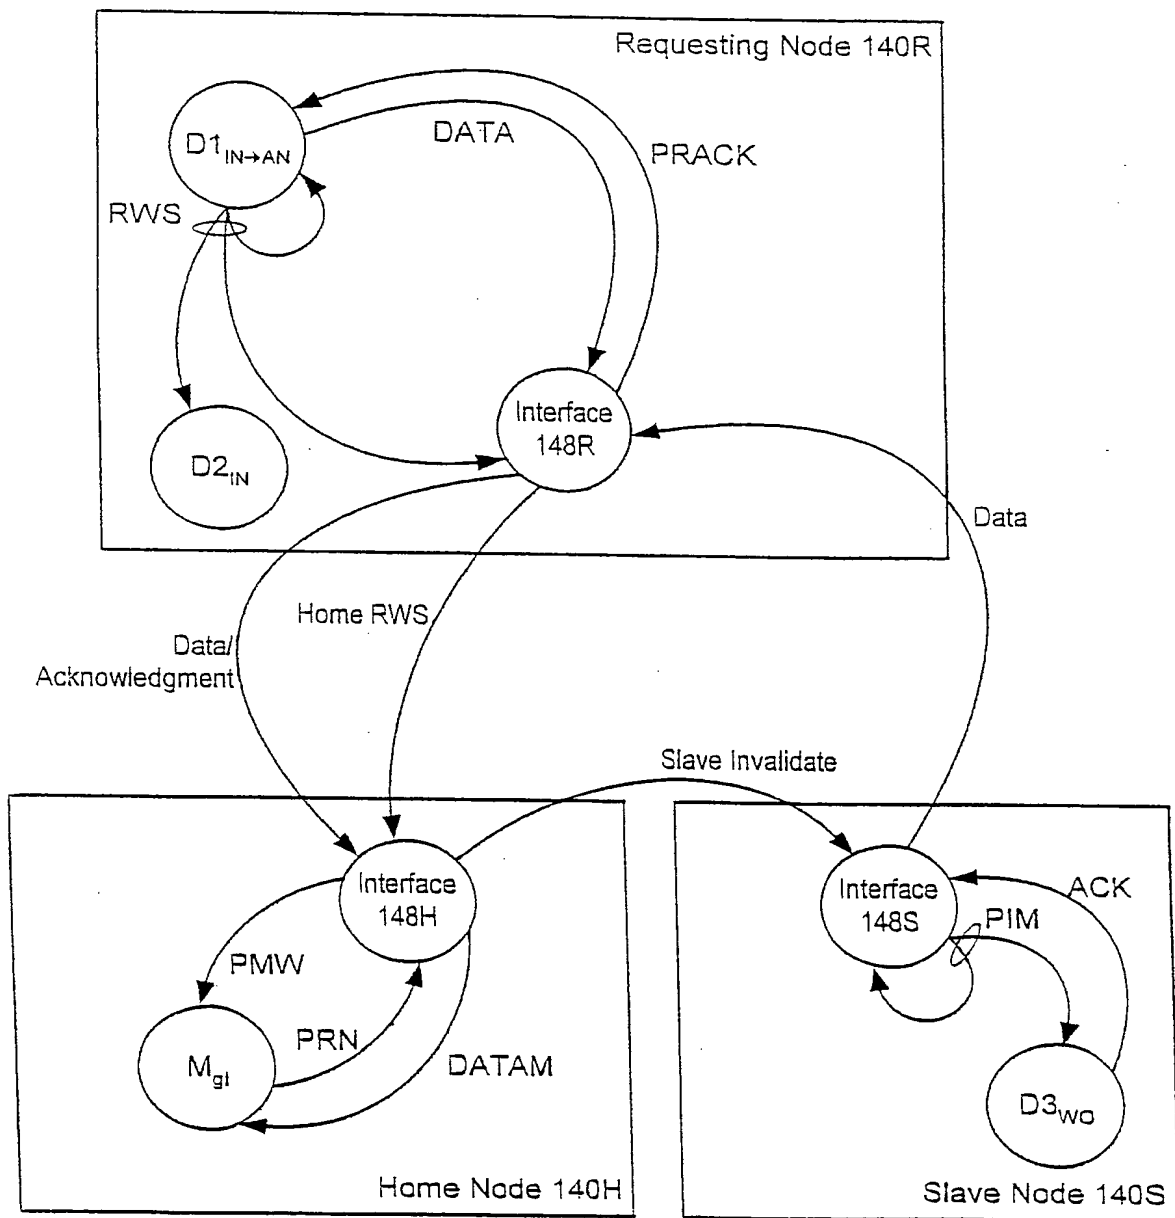 Requesting Node 140R
D1IN→AN
DATA
PRACK
RWS
Interface
148R
D2IN
Data
Home RWS
Data/
Acknowledgment
Slave Invalidate
Interface
148H
Interface
148S
ACK
PIM
PMW
PRN
DATAM
MgI
D3WO
Home Node 140H
Slave Node 140S